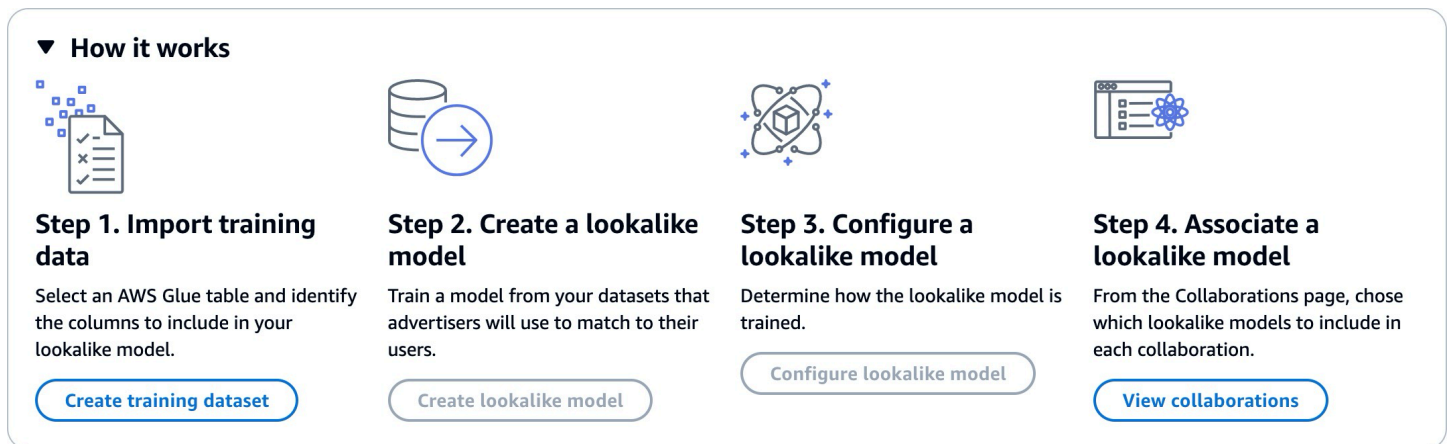 How it works
Step 1. Import training
data
Select an AWS Glue table and identify
the columns to include in your
lookalike model.
Create training dataset
Step 2. Create a lookalike
model
Train a model from your datasets that
advertisers will use to match to their
users.
Create lookalike model
Step 3. Configure a
lookalike model
Determine how the lookalike model is
trained.
Configure lookalike model
Step 4. Associate a
lookalike model
From the Collaborations page, chose
which lookalike models to include in
each collaboration.
View collaborations